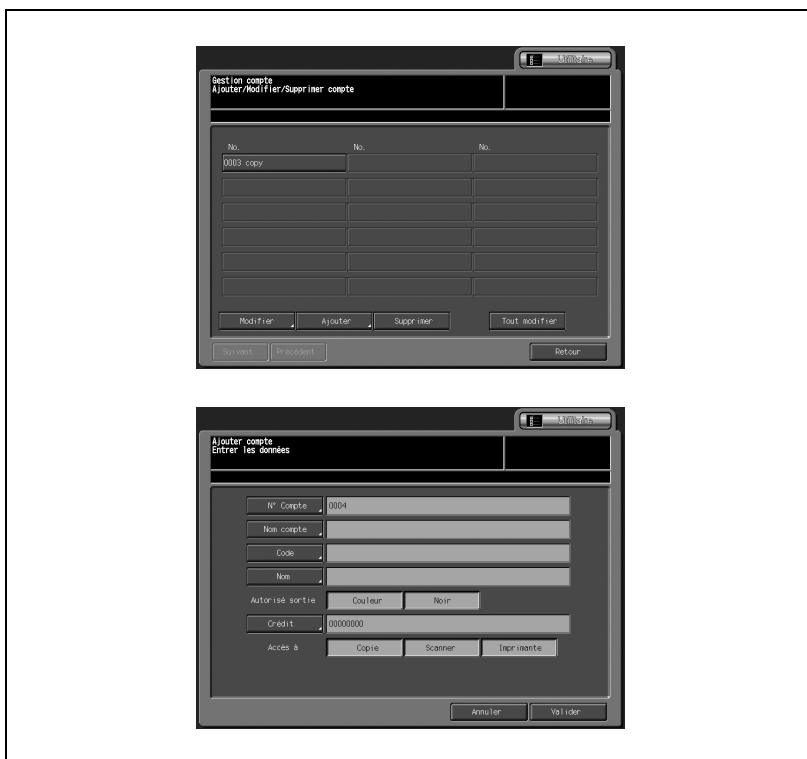 Utilitaire
Gestion compte
Ajouter/Modifier/Supprimer compte
No. No. No.
0003 copy
Modifier Ajouter Supprimer Tout modifier
Suivant Précédent Retour
Utilitaire
Ajouter compte
Entrer les données
N° Compte 0004
Nom compte
Code
Nom
Autorisé sortie Couleur Noir
Crédit 00000000
Accès à Copie Scanner Imprimante
Annuler Valider